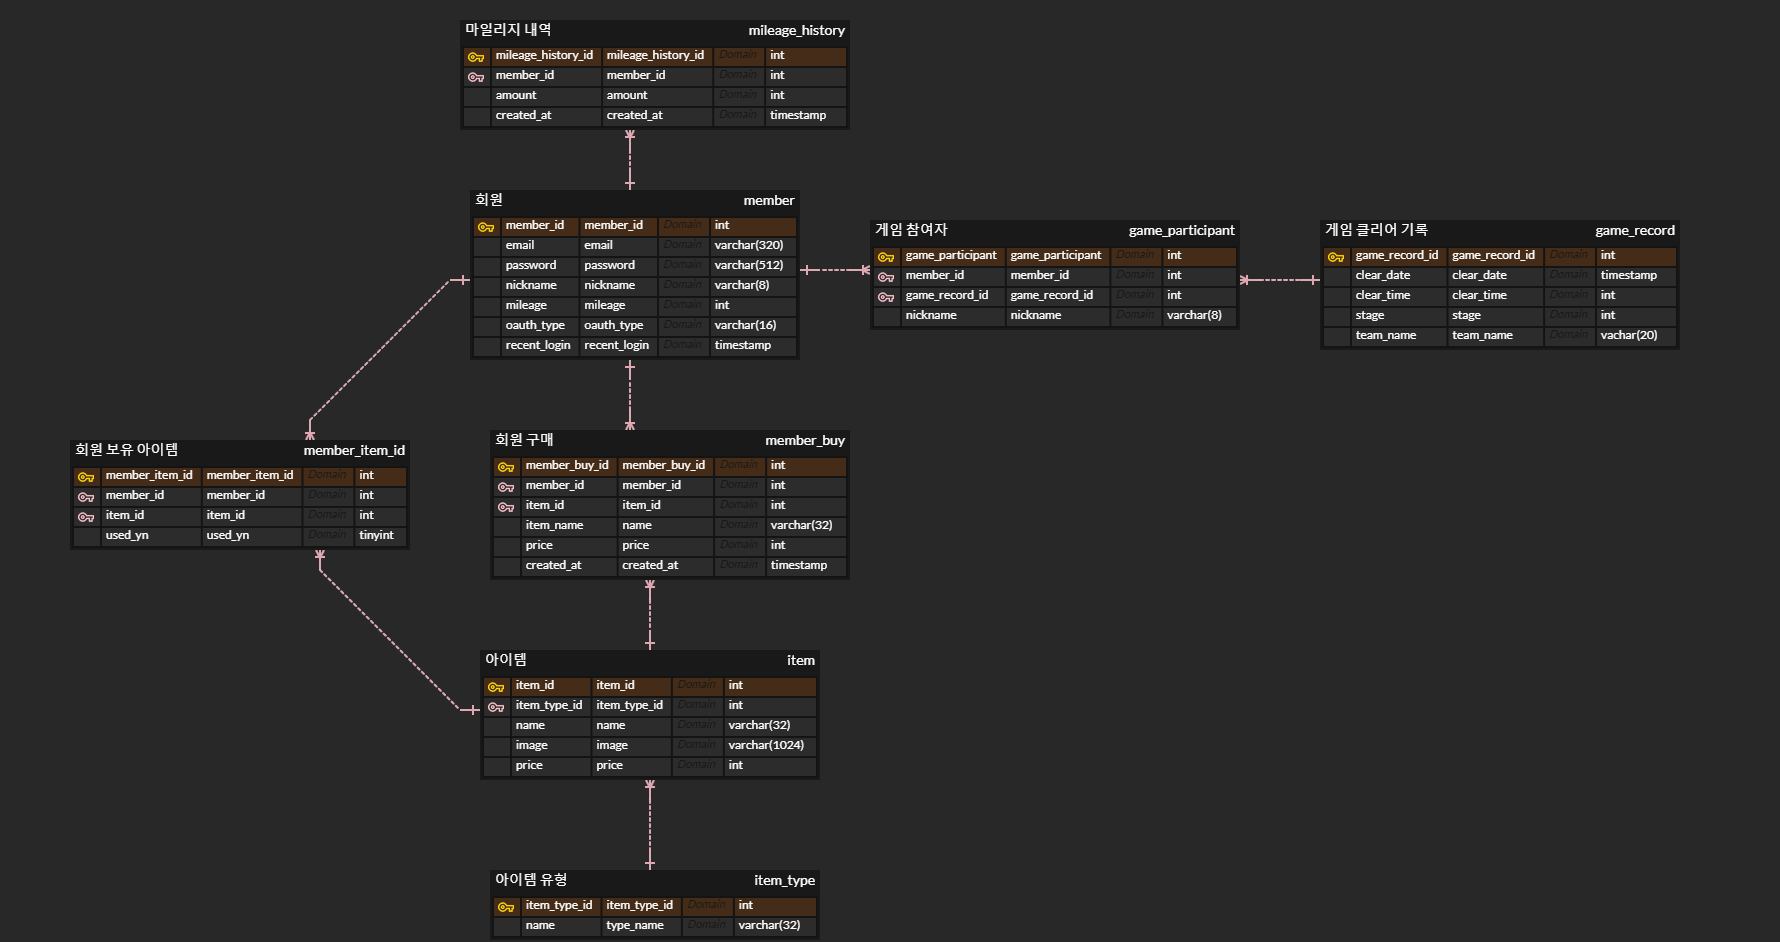 마일리지 내역 mileage_history
mileage_history_id mileage_history_id Domain int
member_id member_id Domain int
amount amount Domain int
created_at created_at Domain timestamp
회원 member
member_id member_id Domain int
email email Domain varchar(320)
password password Domain varchar(512)
nickname nickname Domain varchar(8)
mileage mileage Domain int
oauth_type oauth_type Domain varchar(16)
recent_login recent_login Domain timestamp
게임 참여자 game_participant
game_participant game_participant Domain int
member_id member_id Domain int
game_record_id game_record_id Domain int
nickname nickname Domain varchar(8)
게임 클리어 기록 game_record
game_record_id game_record_id Domain int
clear_date clear_date Domain timestamp
clear_time clear_time Domain int
stage stage Domain int
team_name team_name Domain vachar(20)
회원 보유 아이템 member_item_id
member_item_id member_item_id Domain int
member_id member_id Domain int
item_id item_id Domain int
used_yn used_yn Domain tinyint
회원 구매 member_buy
member_buy_id member_buy_id Domain int
member_id member_id Domain int
item_id item_id Domain int
item_name name Domain varchar(32)
price price Domain int
created_at created_at Domain timestamp
아이템 item
item_id item_id Domain int
item_type_id item_type_id Domain int
name name Domain varchar(32)
image image Domain varchar(1024)
price price Domain int
아이템 유형 item_type
item_type_id item_type_id Domain int
name type_name Domain varchar(32)